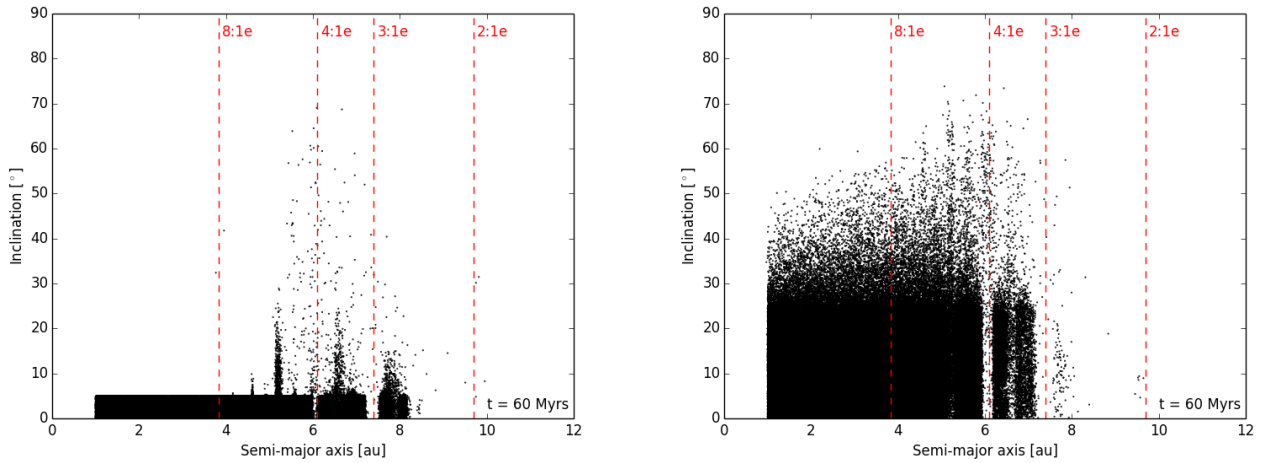 90
80
70
60
50
40
30
20
10
0
Inclination [°]
8:1e
4:1e
3:1e
2:1e
t = 60 Myrs
0 2 4 6 8 10 12
Semi-major axis [au]
90
80
70
60
50
40
30
20
10
0
Inclination [°]
8:1e
4:1e
3:1e
2:1e
t = 60 Myrs
0 2 4 6 8 10 12
Semi-major axis [au]